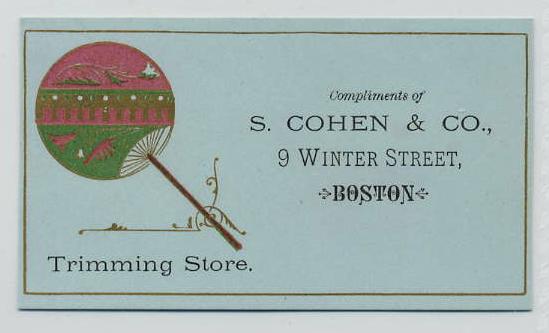 Compliments of
S. COHEN & CO.,
9 WINTER STREET,
BOSTON
Trimming Store.